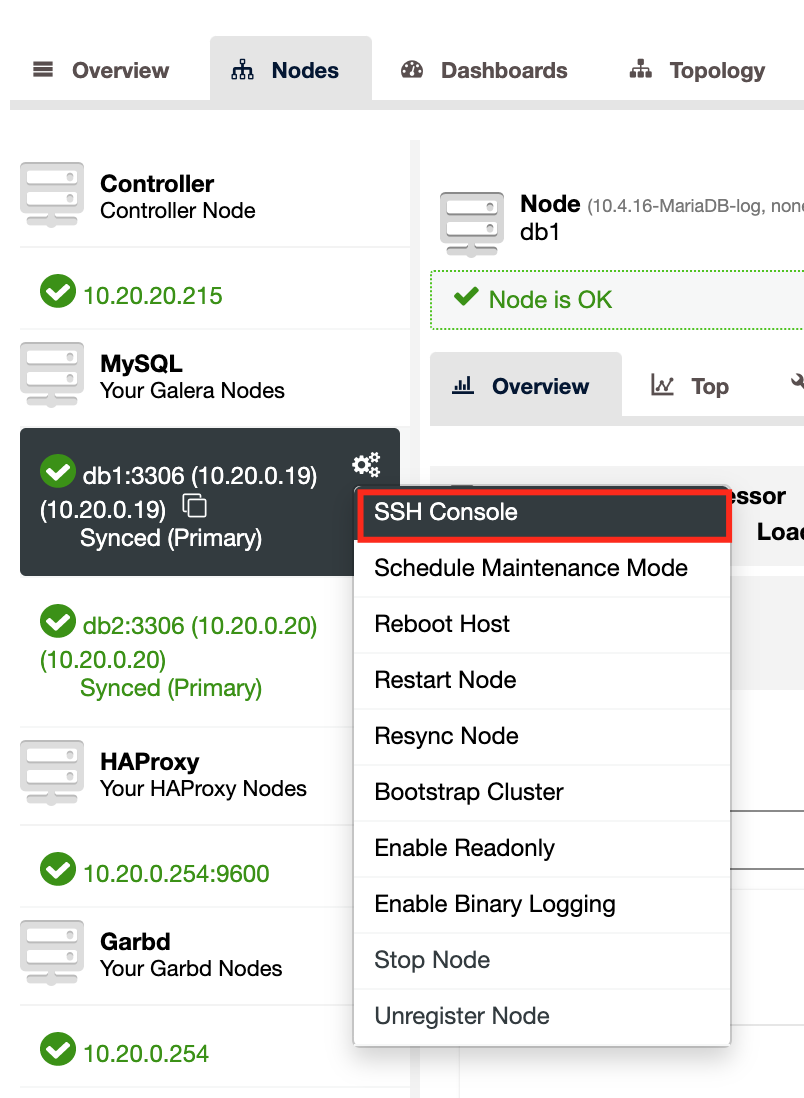 Overview
Nodes
Dashboards
Topology
Controller
Controller Node
10.20.20.215
MySQL
Your Galera Nodes
db1:3306 (10.20.0.19)
(10.20.0.19)
Synced (Primary)
db2:3306 (10.20.0.20)
(10.20.0.20)
Synced (Primary)
HAProxy
Your HAProxy Nodes
10.20.0.254:9600
Garbd
Your Garbd Nodes
10.20.0.254
Node (10.4.16-MariaDB-log, none
db1
Node is OK
Overview
Top
essor
Load
SSH Console
Schedule Maintenance Mode
Reboot Host
Restart Node
Resync Node
Bootstrap Cluster
Enable Readonly
Enable Binary Logging
Stop Node
Unregister Node